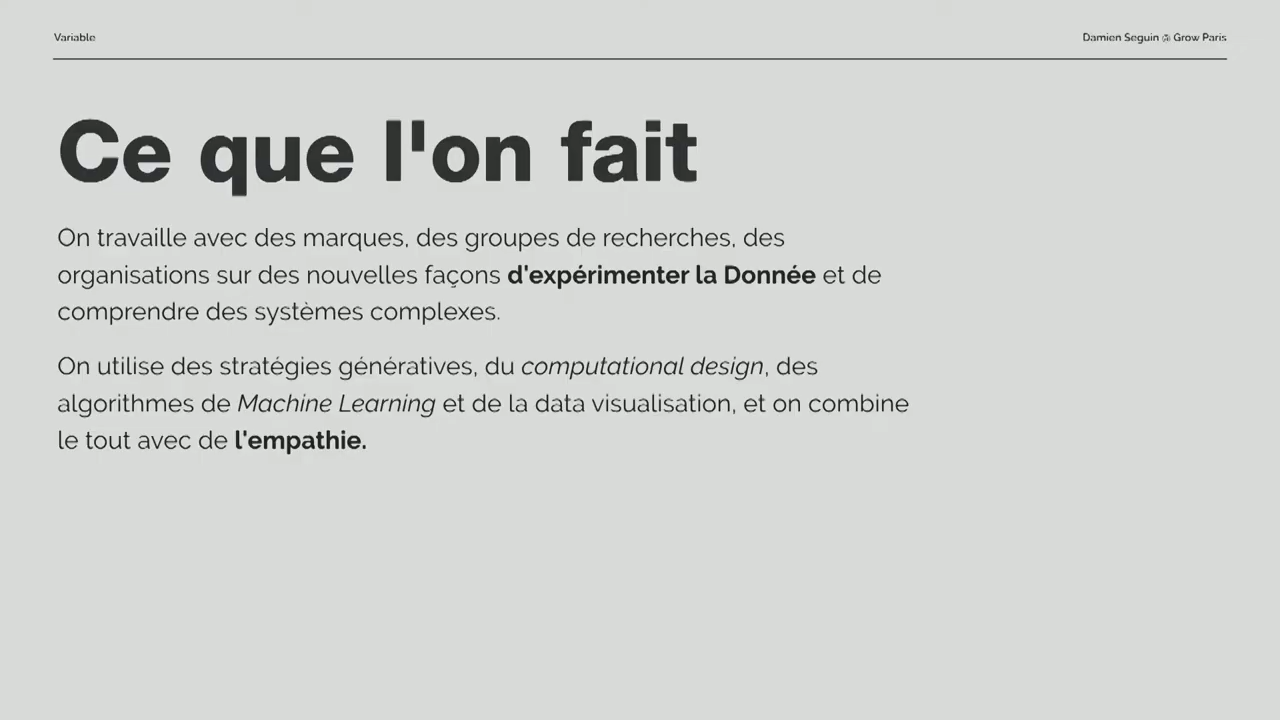 Variable
Damien Seguin @ Grow Paris
Ce que l'on fait
On travaille avec des marques, des groupes de recherches, des
organisations sur des nouvelles façons d'expérimenter la Donnée et de
comprendre des systèmes complexes.
On utilise des stratégies génératives, du computational design, des
algorithmes de Machine Learning et de la data visualisation, et on combine
le tout avec de l'empathie.